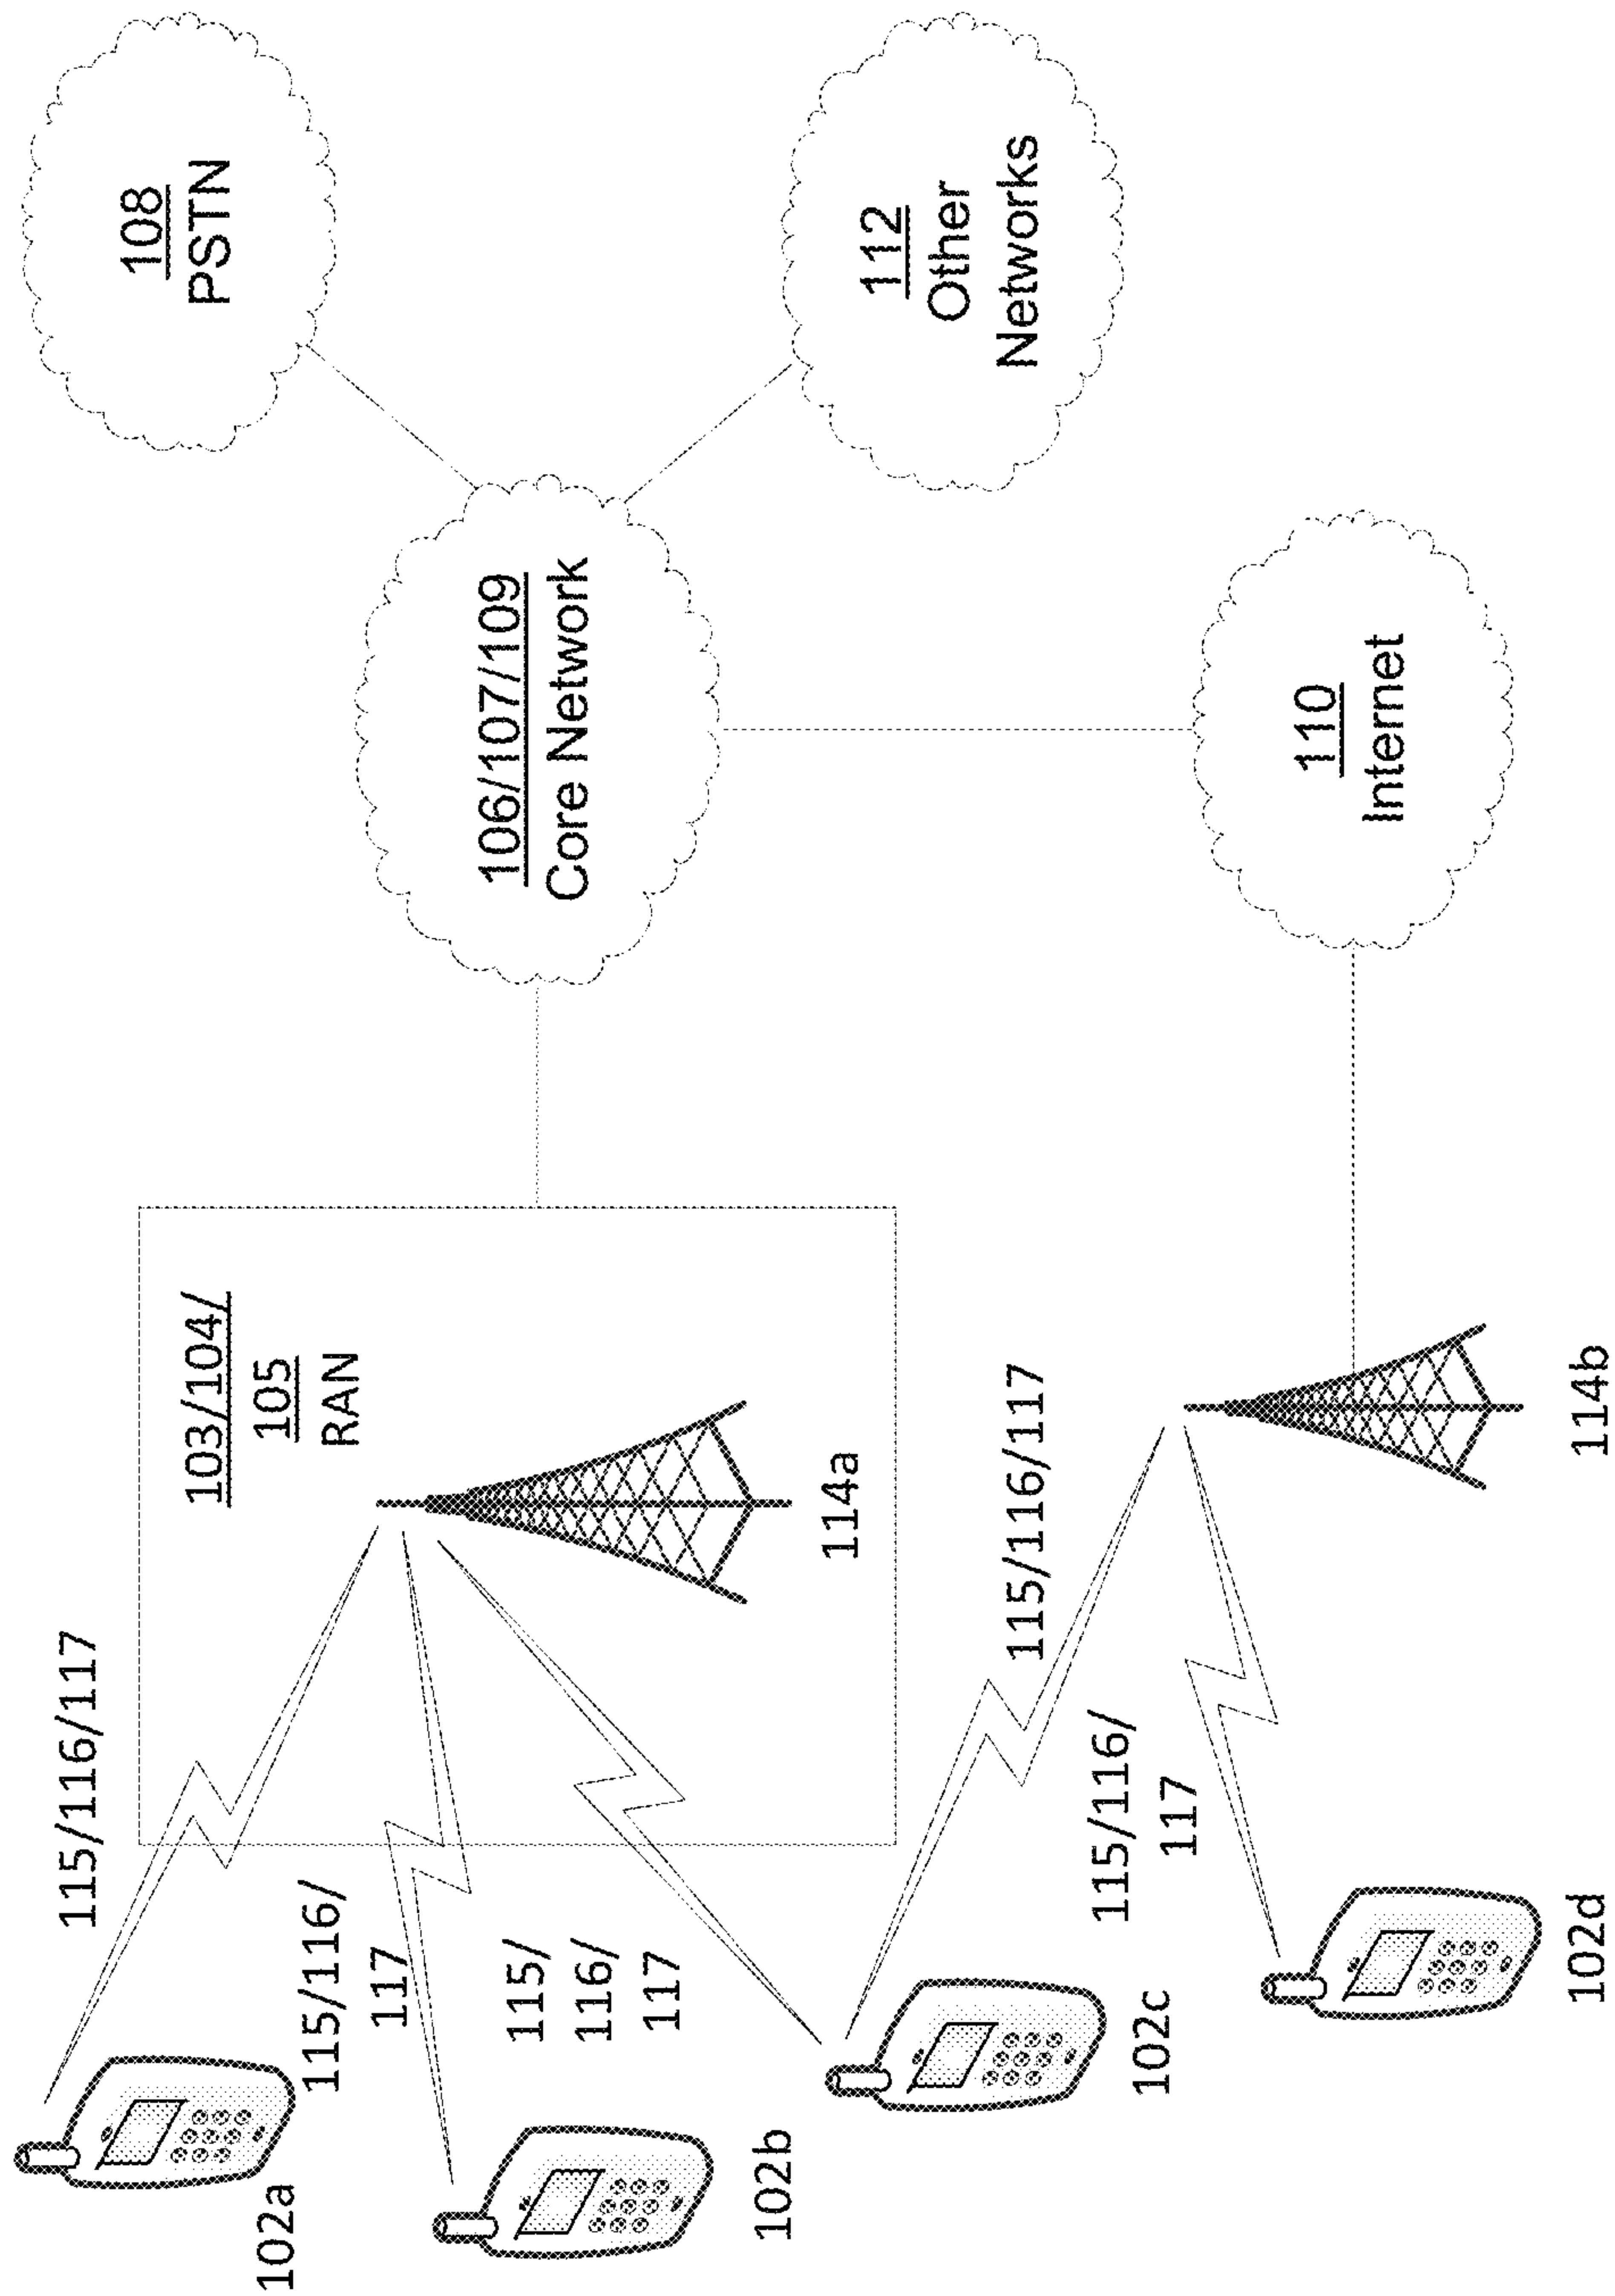 102a
115/116/117
103/104/
105
RAN
115/116/
117
102b
115/
116/
117
114a
106/107/109
Core Network
108
PSTN
112
Other
Networks
102c
115/116/117
115/116/
117
102d
114b
110
Internet